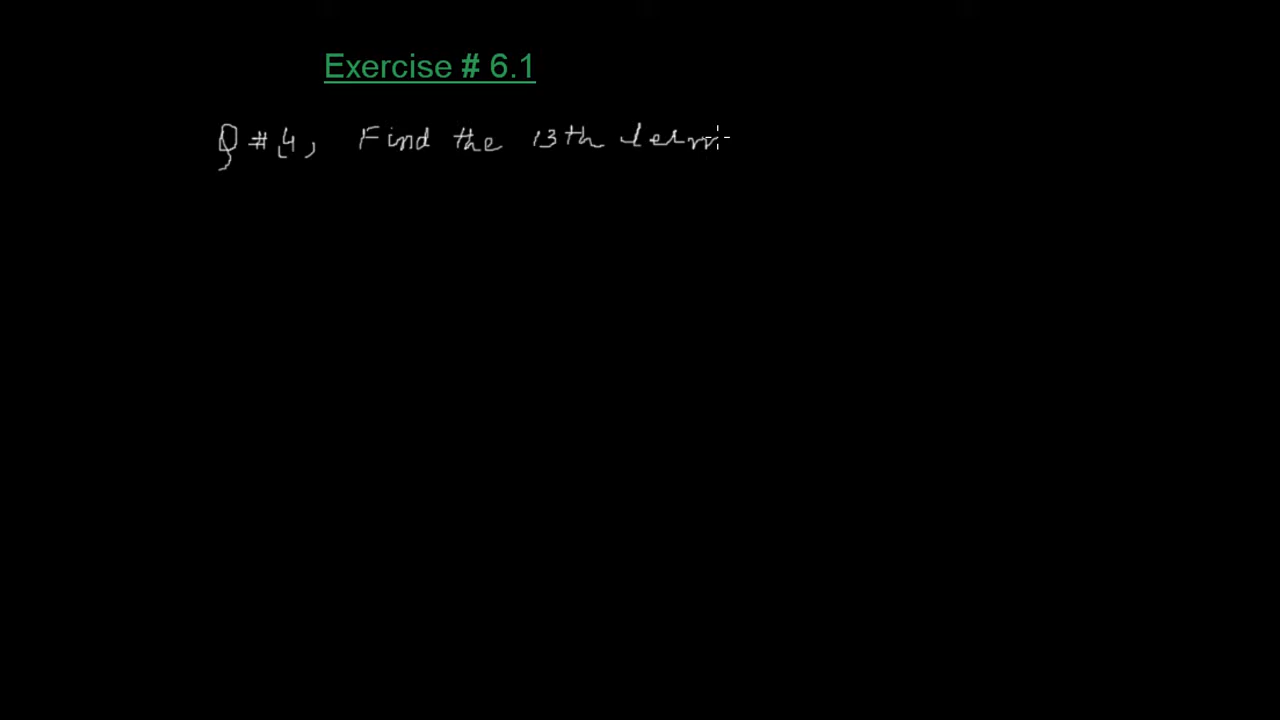 Exercise # 6.1
Q # 4, Find the 13th term